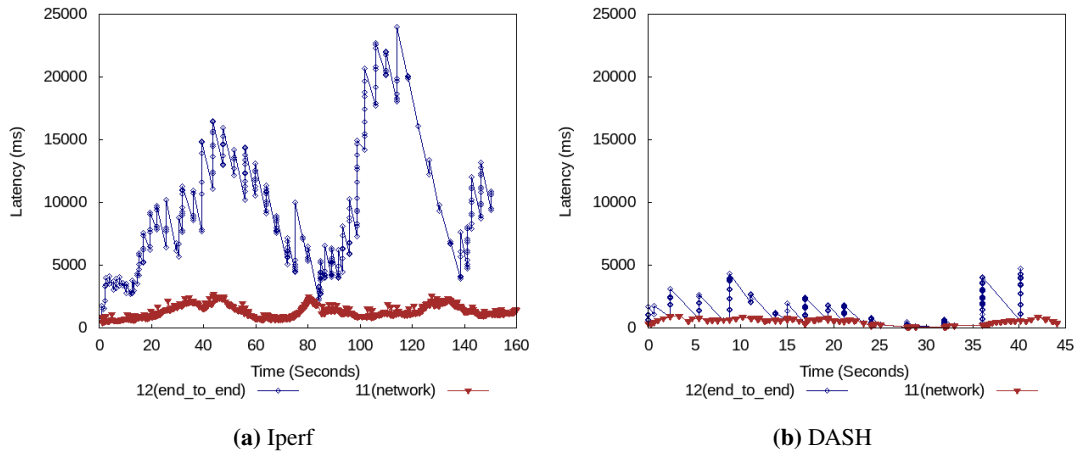 25000
20000
15000
10000
5000
0
Latency (ms)
0 20 40 60 80 100 120 140 160
Time (Seconds)
12(end_to_end) 11(network)
(a) Iperf
25000
20000
15000
10000
5000
0
Latency (ms)
0 5 10 15 20 25 30 35 40 45
Time (Seconds)
12(end_to_end) 11(network)
(b) DASH